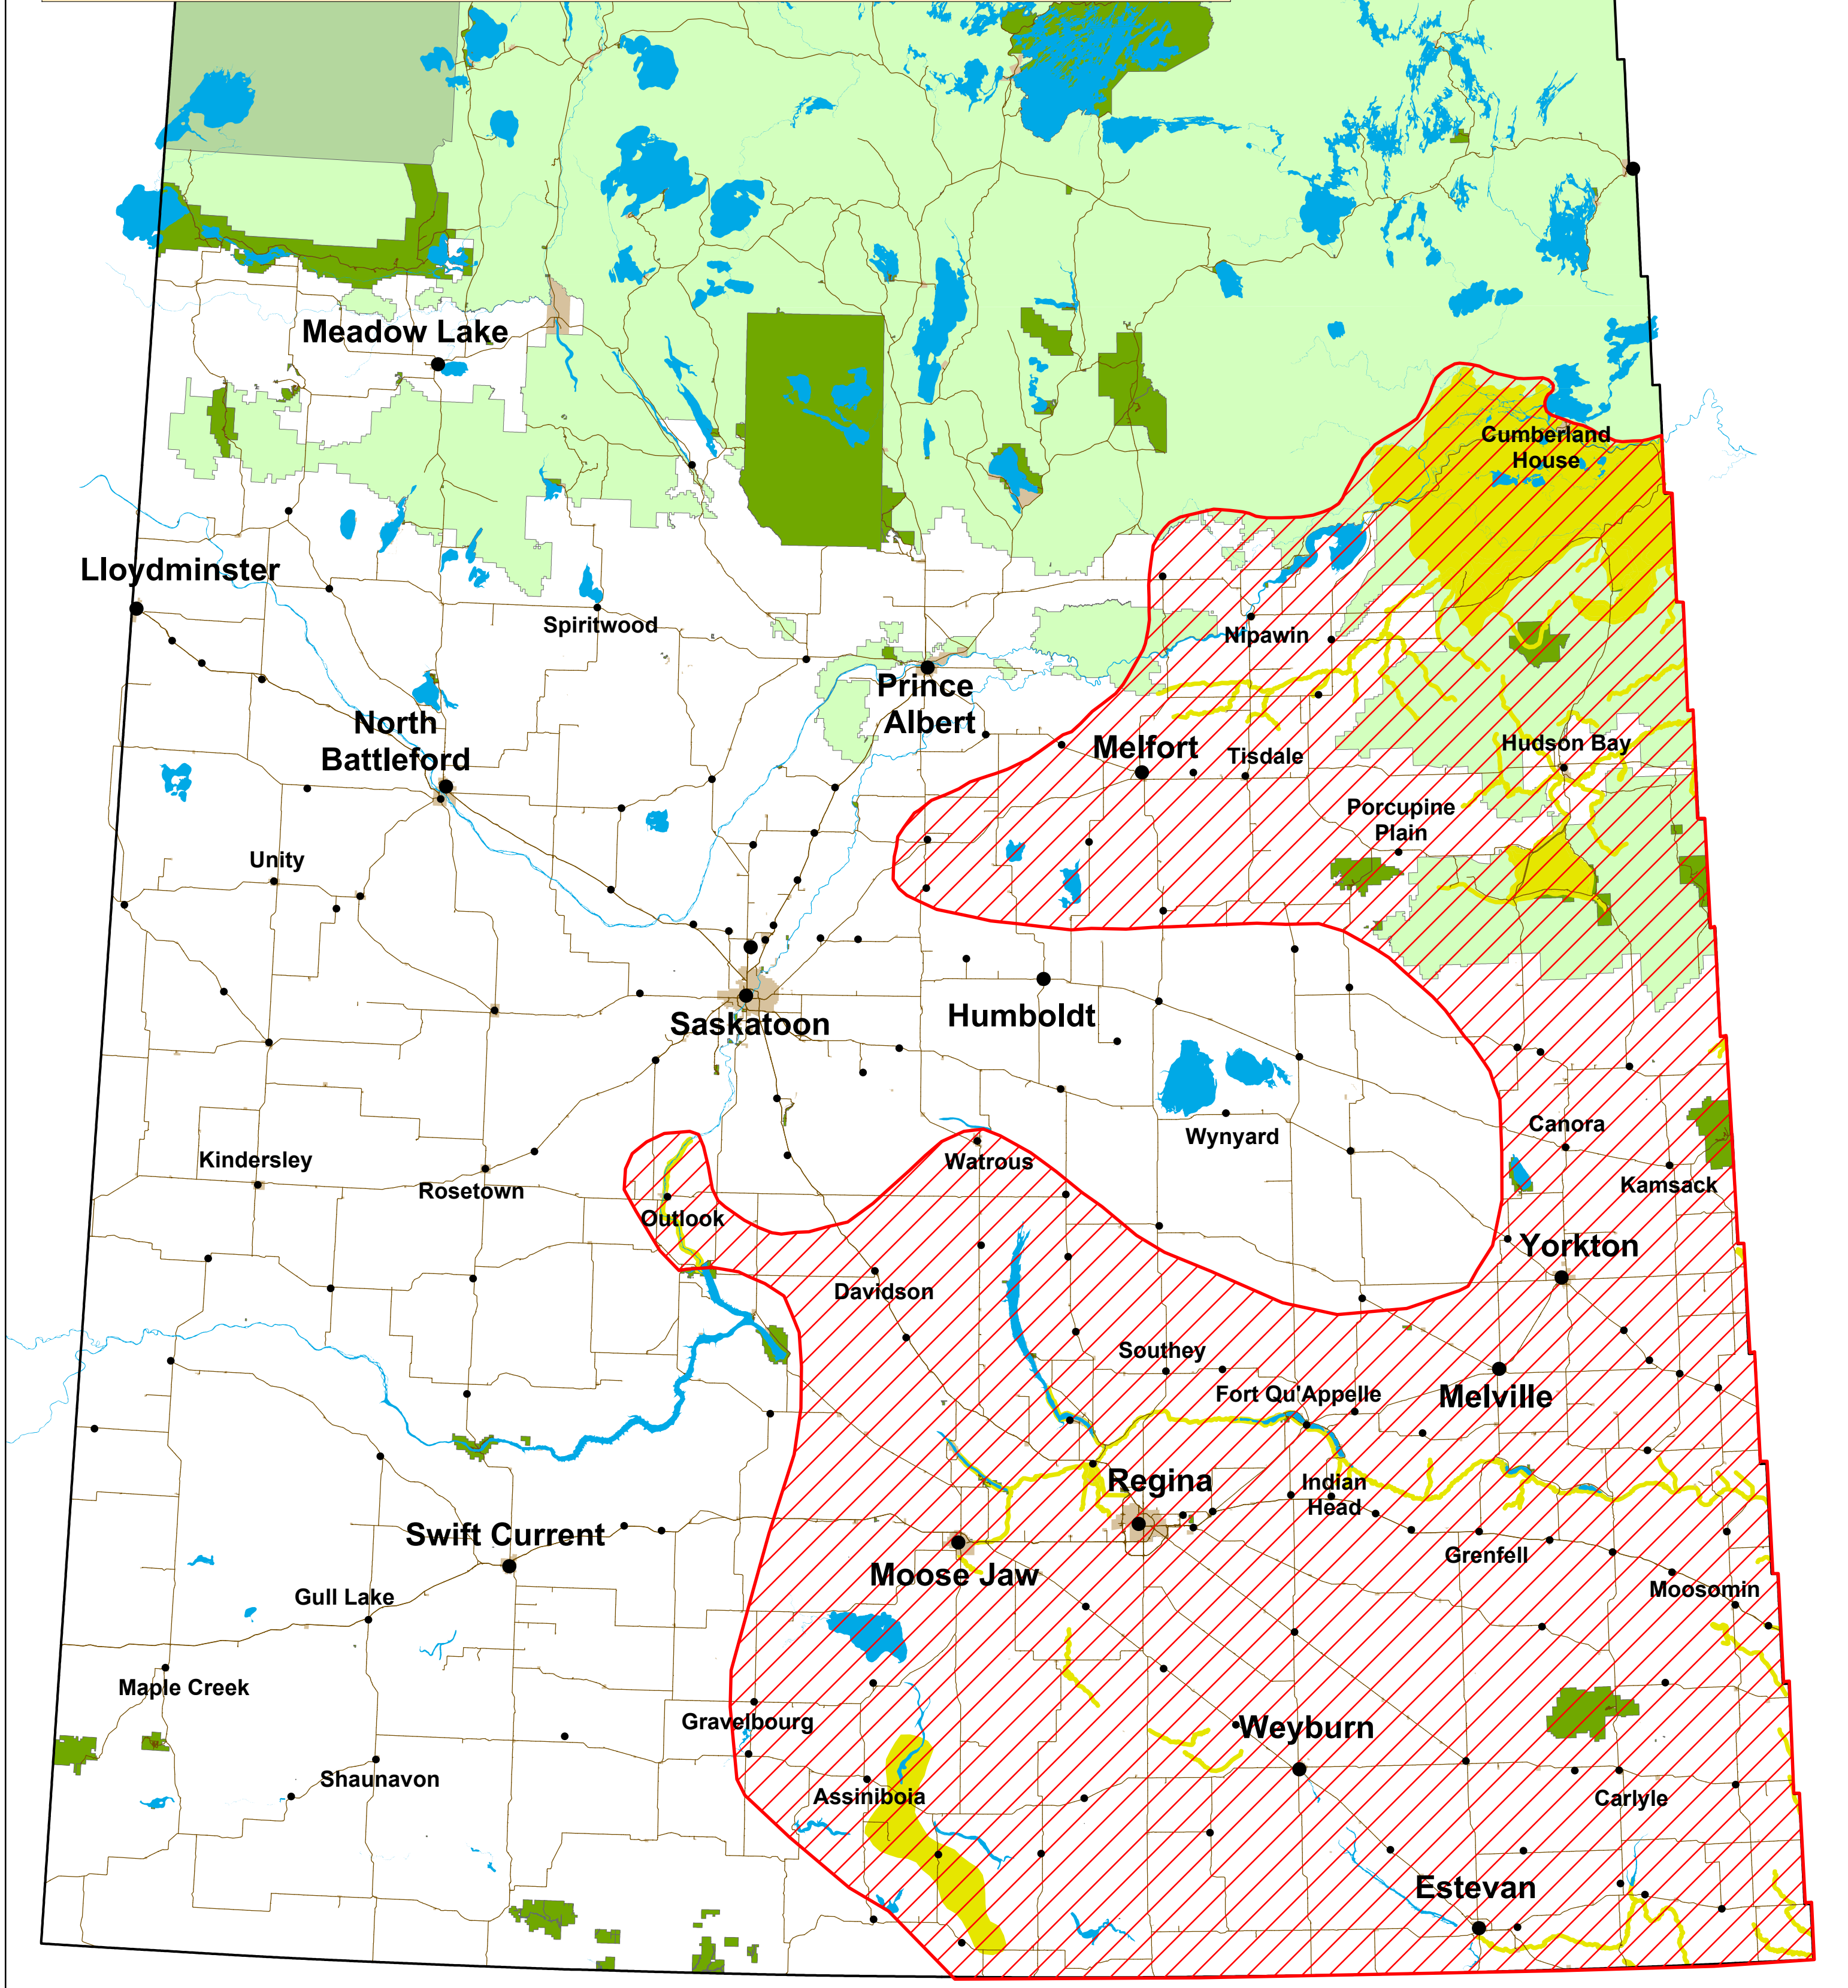 Meadow Lake
Cumberland
House
Lloydminster
Spiritwood
Nipawin
Prince
Albert
North
Battleford
Melfort
Tisdale
Hudson Bay
Porcupine
Plain
Unity
Saskatoon
Humboldt
Wynyard
Canora
Kindersley
Rosetown
Watrous
Kamsack
Outlook
Yorkton
Davidson
Southey
Fort Qu'Appelle
Melville
Regina
Indian
Head
Swift Current
Moose Jaw
Grenfell
Gull Lake
Moosomin
Maple Creek
Gravelbourg
Weyburn
Shaunavon
Assiniboia
Carlyle
Estevan